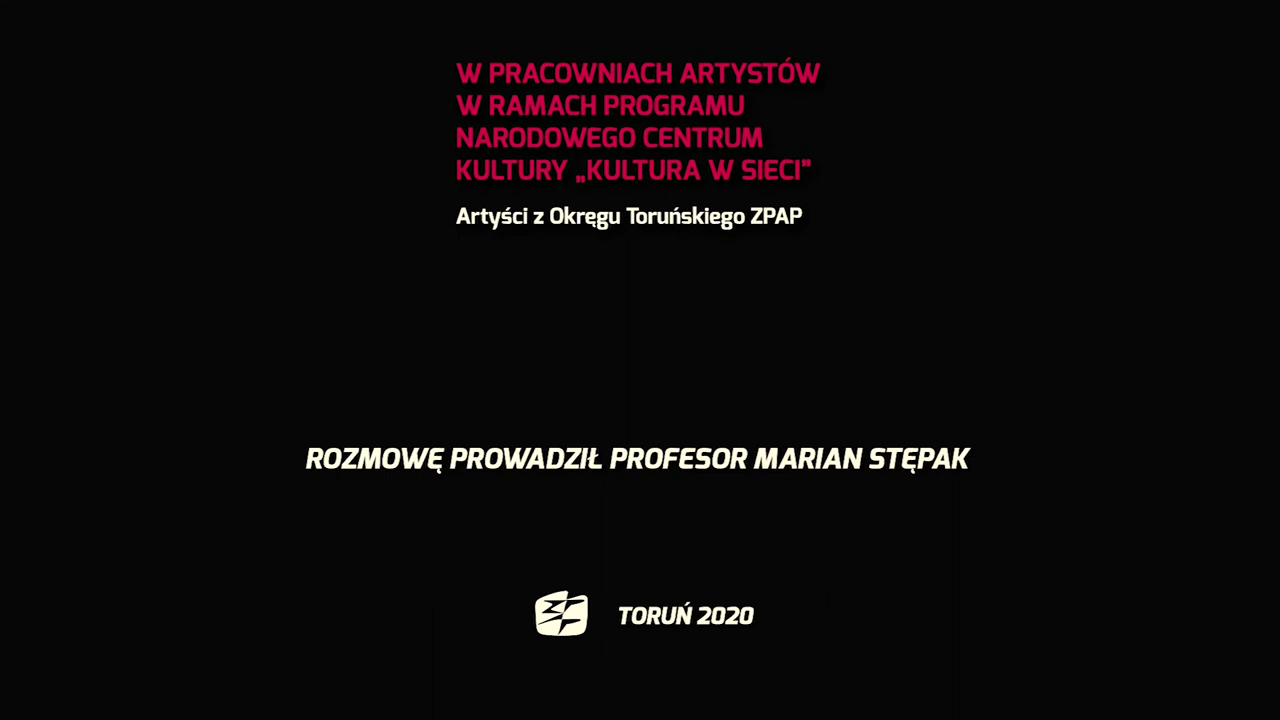 W PRACOWNIACH ARTYSTÓW
W RAMACH PROGRAMU
NARODOWEGO CENTRUM
KULTURY „KULTURA W SIECI”
Artyści z Okręgu Toruńskiego ZPAP
ROZMOWĘ PROWADZIŁ PROFESOR MARIAN STĘPAK
TORUŃ 2020